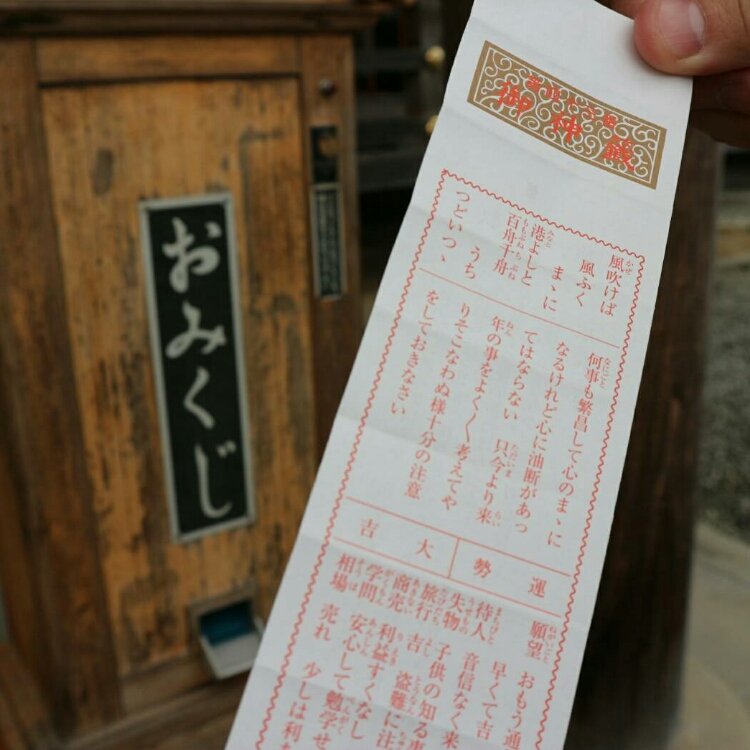 おみくじ
御神籤
風吹けば
風ふく
まゝに
港よしと
百舟千舟
うち
つどいつゝ
何事も繁昌して心のまゝに
なるけれど心に油断があっ
てはならない 只今より来
年の事をよく〱考えてや
りそこなわぬ様十分の注意
をしておきなさい
運勢
大吉
願望 おもう通
早くて吉
待人 音信なく来
失物 子供の知る
旅行 吉 盗難に注
商売 利益すくなし
学問 安心して勉学せ
相場 売れ 少しは利